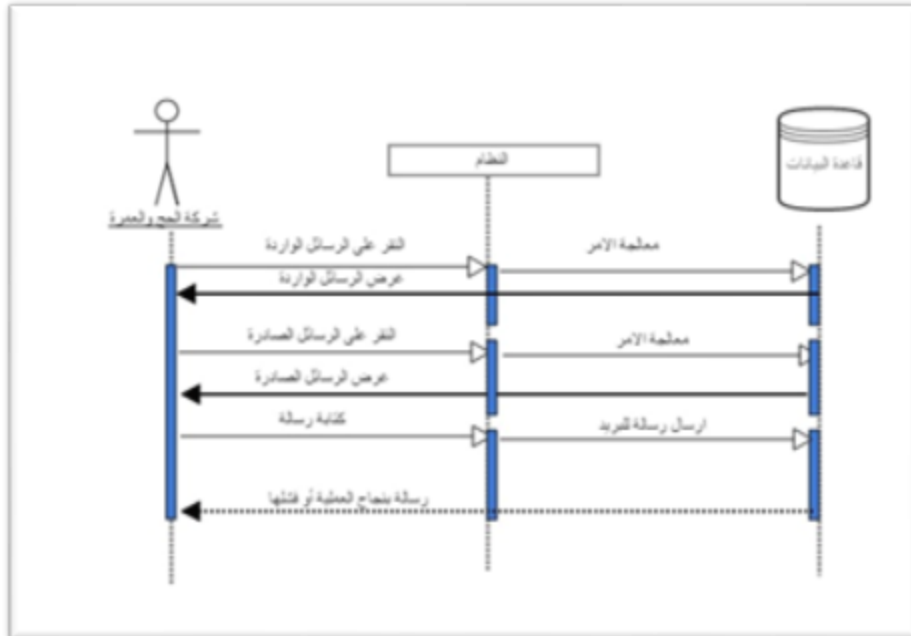 النظام
قاعدة البيانات
شركة الحج والعمرة
النقر على الرسائل الواردة
معالجة الامر
عرض الرسائل الواردة
النقر على الرسائل الصادرة
معالجة الامر
عرض الرسائل الصادرة
كتابة رسالة
ارسال رسالة للبريد
رسالة بنجاح العملية أو فشلها